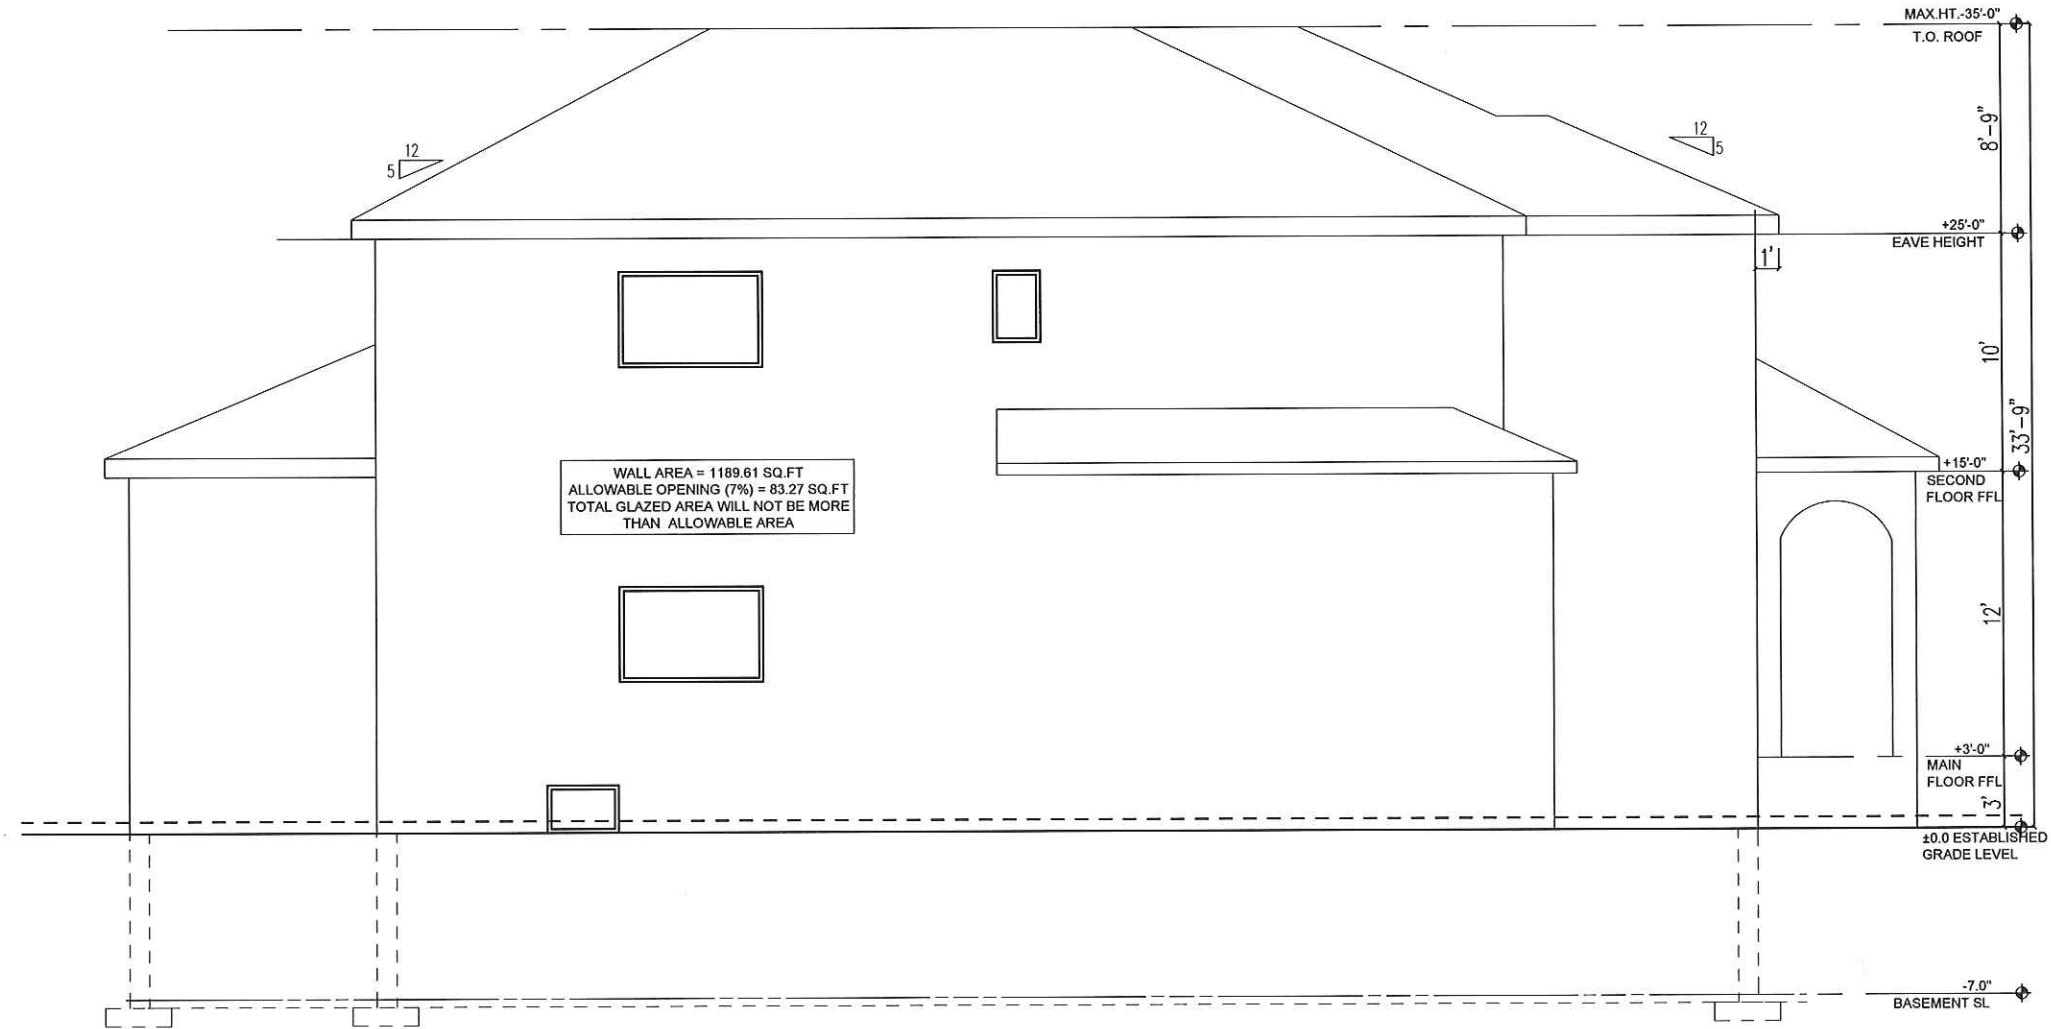 MAX.HT.-35'-0"
T.O. ROOF
8'-9"
12
5
12
5
+25'-0"
EAVE HEIGHT
1'
10'
33'-9"
WALL AREA = 1189.61 SQ.FT
ALLOWABLE OPENING (7%) = 83.27 SQ.FT
TOTAL GLAZED AREA WILL NOT BE MORE
THAN ALLOWABLE AREA
+15'-0"
SECOND
FLOOR FFL
12'
+3'-0"
MAIN
FLOOR FFL
3'
±0.0 ESTABLISHED
GRADE LEVEL
-7.0"
BASEMENT SL